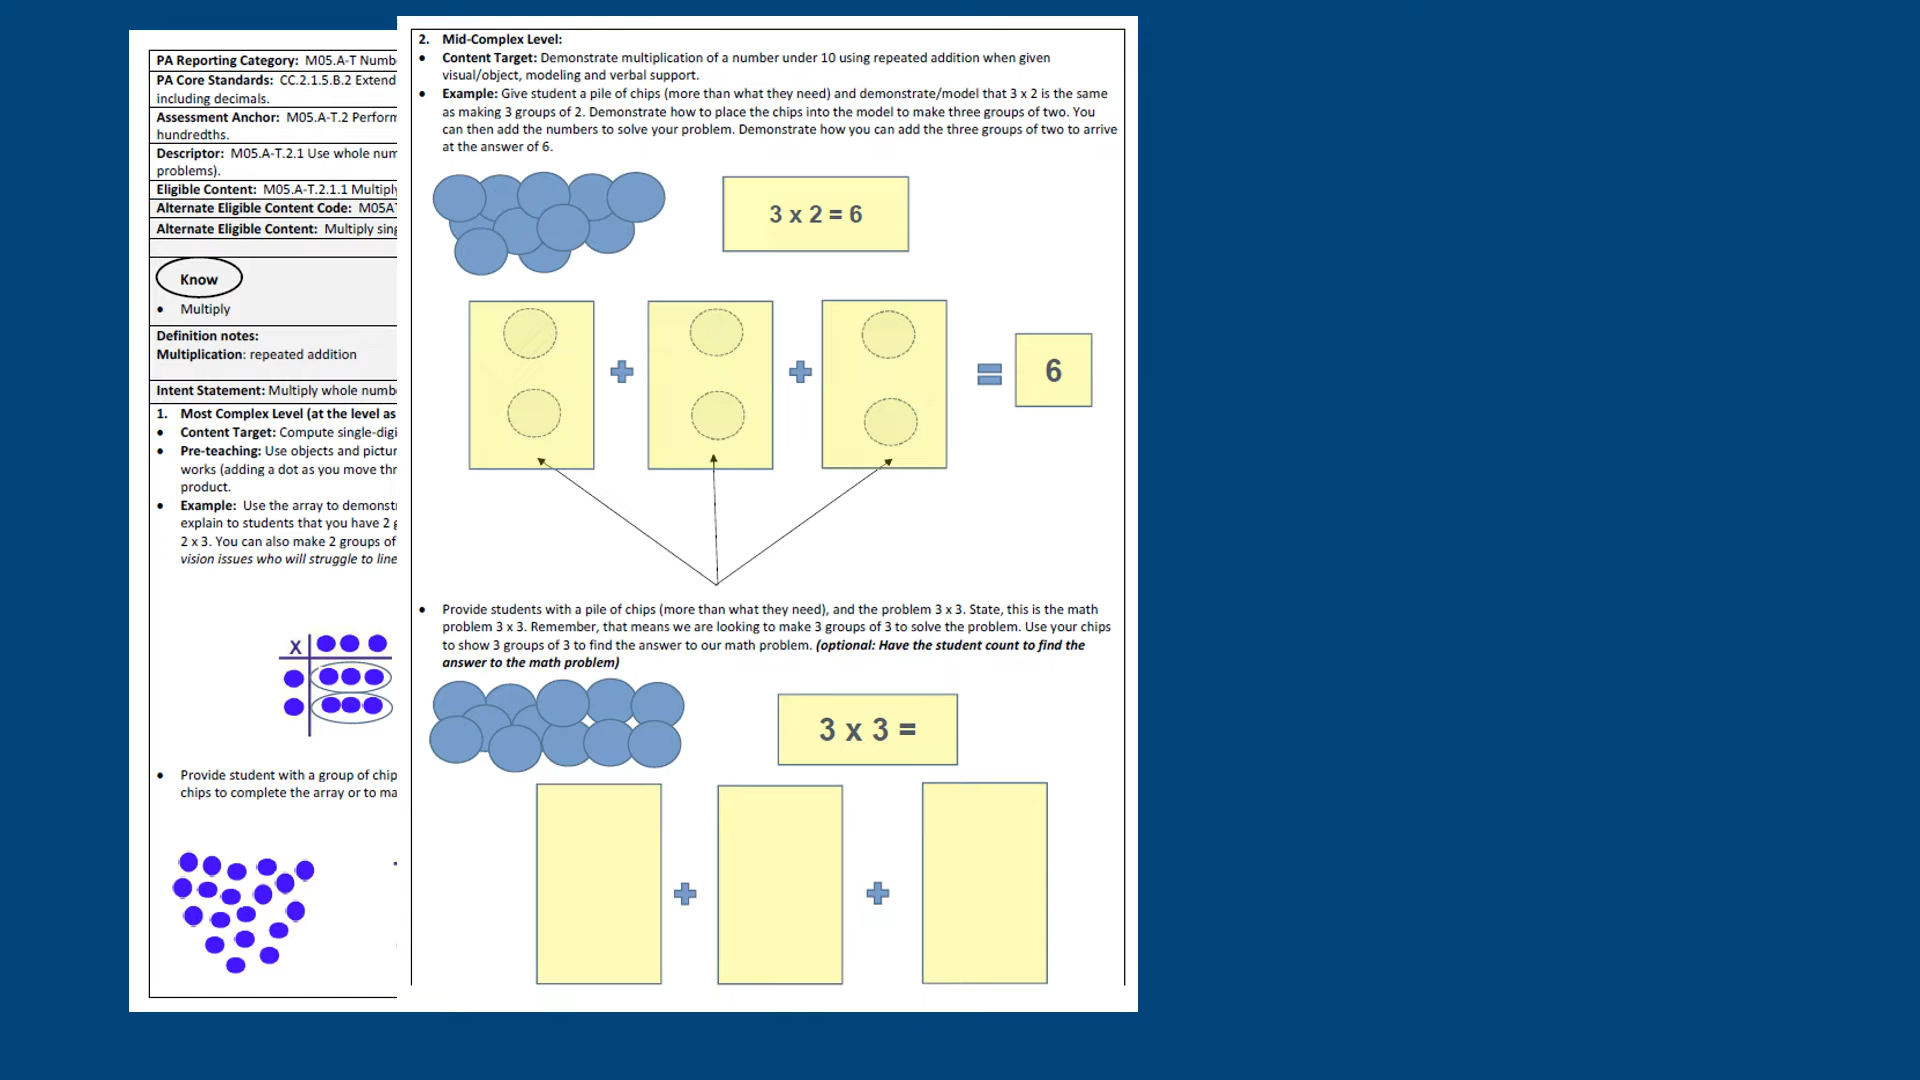 PA Reporting Category: M05.A-T Numb
PA Core Standards: CC.2.1.5.B.2 Extend
including decimals.
Assessment Anchor: M05.A-T.2 Perform
hundredths.
Descriptor: M05.A-T.2.1 Use whole num
problems).
Eligible Content: M05.A-T.2.1.1 Multiply
Alternate Eligible Content Code: M05A
Alternate Eligible Content: Multiply sing
Know
• Multiply
Definition notes:
Multiplication: repeated addition
Intent Statement: Multiply whole numb
1. Most Complex Level (at the level as
• Content Target: Compute single-digi
• Pre-teaching: Use objects and pictur
works (adding a dot as you move thr
product.
• Example: Use the array to demonst
explain to students that you have 2 g
2 x 3. You can also make 2 groups of
vision issues who will struggle to line
X
• Provide student with a group of chip
chips to complete the array or to ma
2. Mid-Complex Level:
• Content Target: Demonstrate multiplication of a number under 10 using repeated addition when given
visual/object, modeling and verbal support.
• Example: Give student a pile of chips (more than what they need) and demonstrate/model that 3 x 2 is the same
as making 3 groups of 2. Demonstrate how to place the chips into the model to make three groups of two. You
can then add the numbers to solve your problem. Demonstrate how you can add the three groups of two to arrive
at the answer of 6.
3 x 2 = 6
+ + = 6
• Provide students with a pile of chips (more than what they need), and the problem 3 x 3. State, this is the math
problem 3 x 3. Remember, that means we are looking to make 3 groups of 3 to solve the problem. Use your chips
to show 3 groups of 3 to find the answer to our math problem. (optional: Have the student count to find the
answer to the math problem)
3 x 3 =
+ +